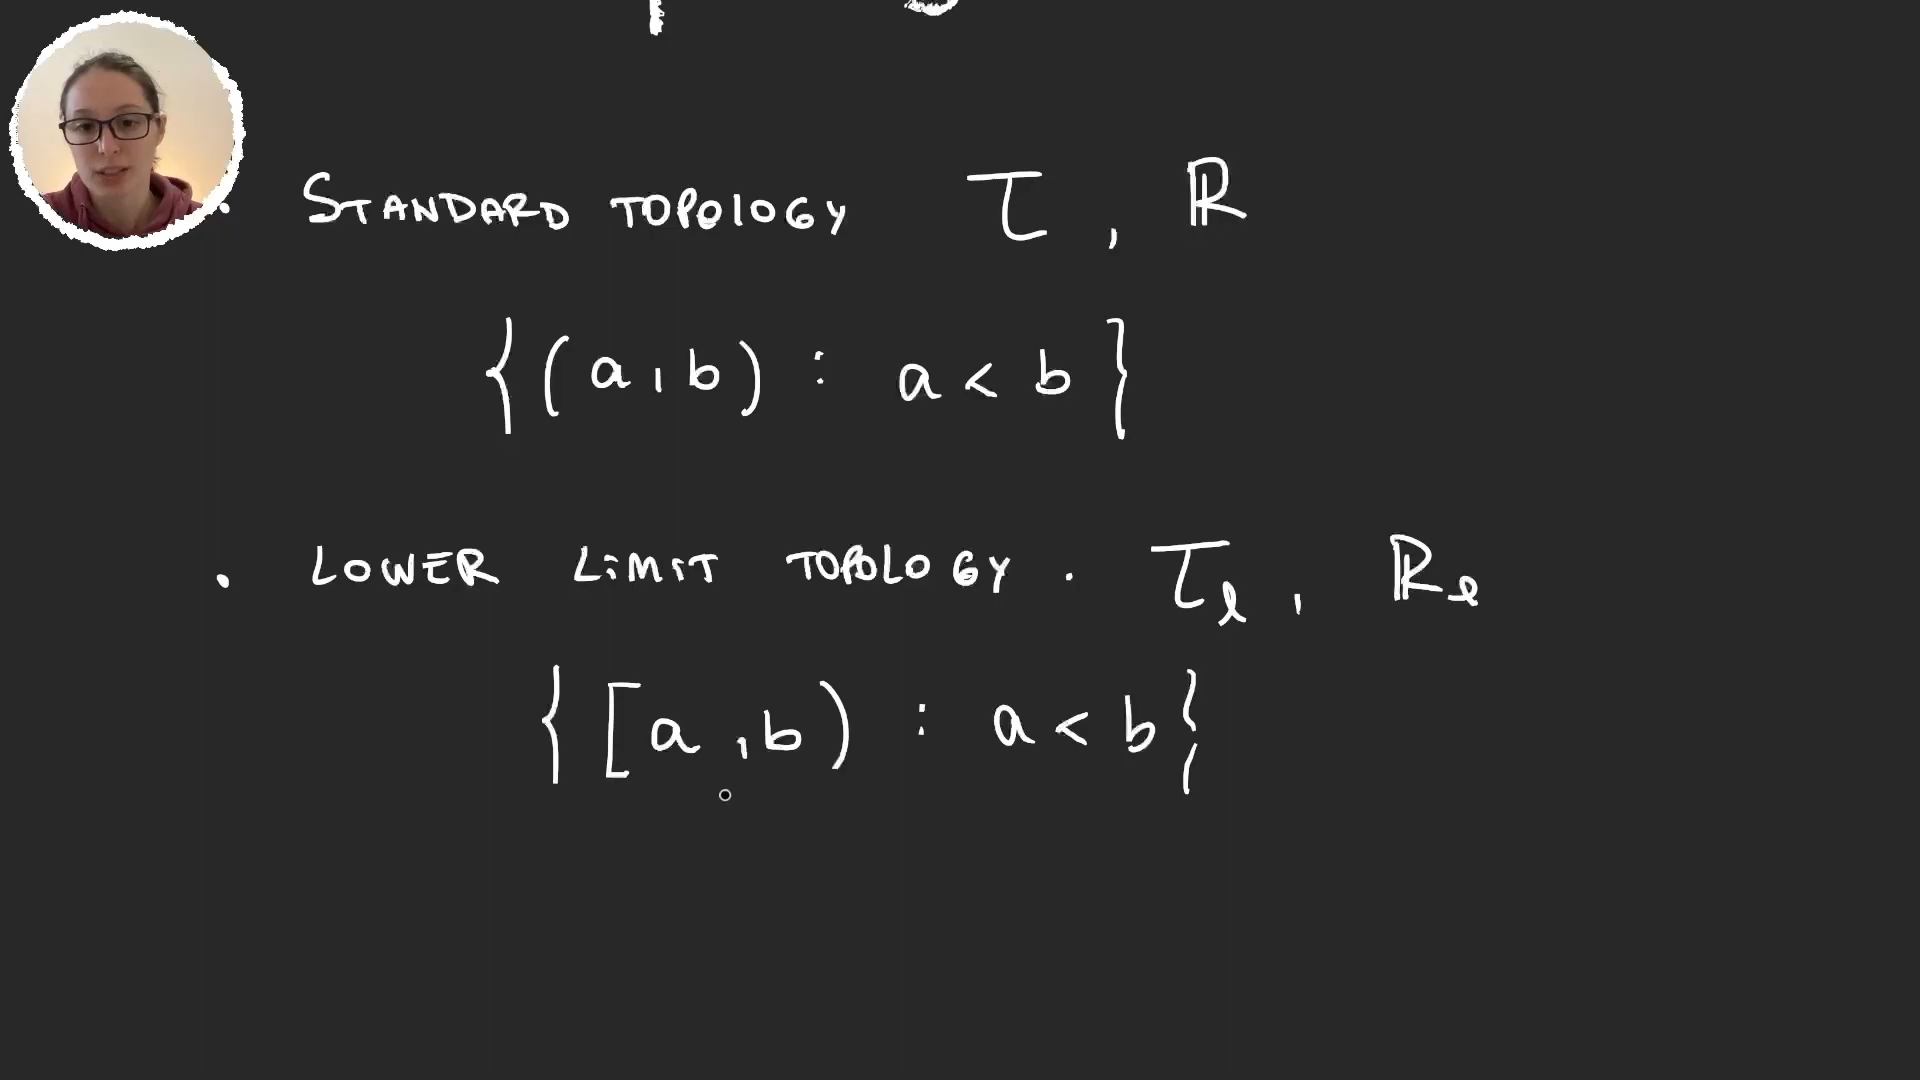 • STANDARD TOPOLOGY τ , ℝ
{(a,b) : a < b}
• LOWER LIMIT TOPOLOGY . τ_ℓ , ℝ_ℓ
{[a,b) : a < b}